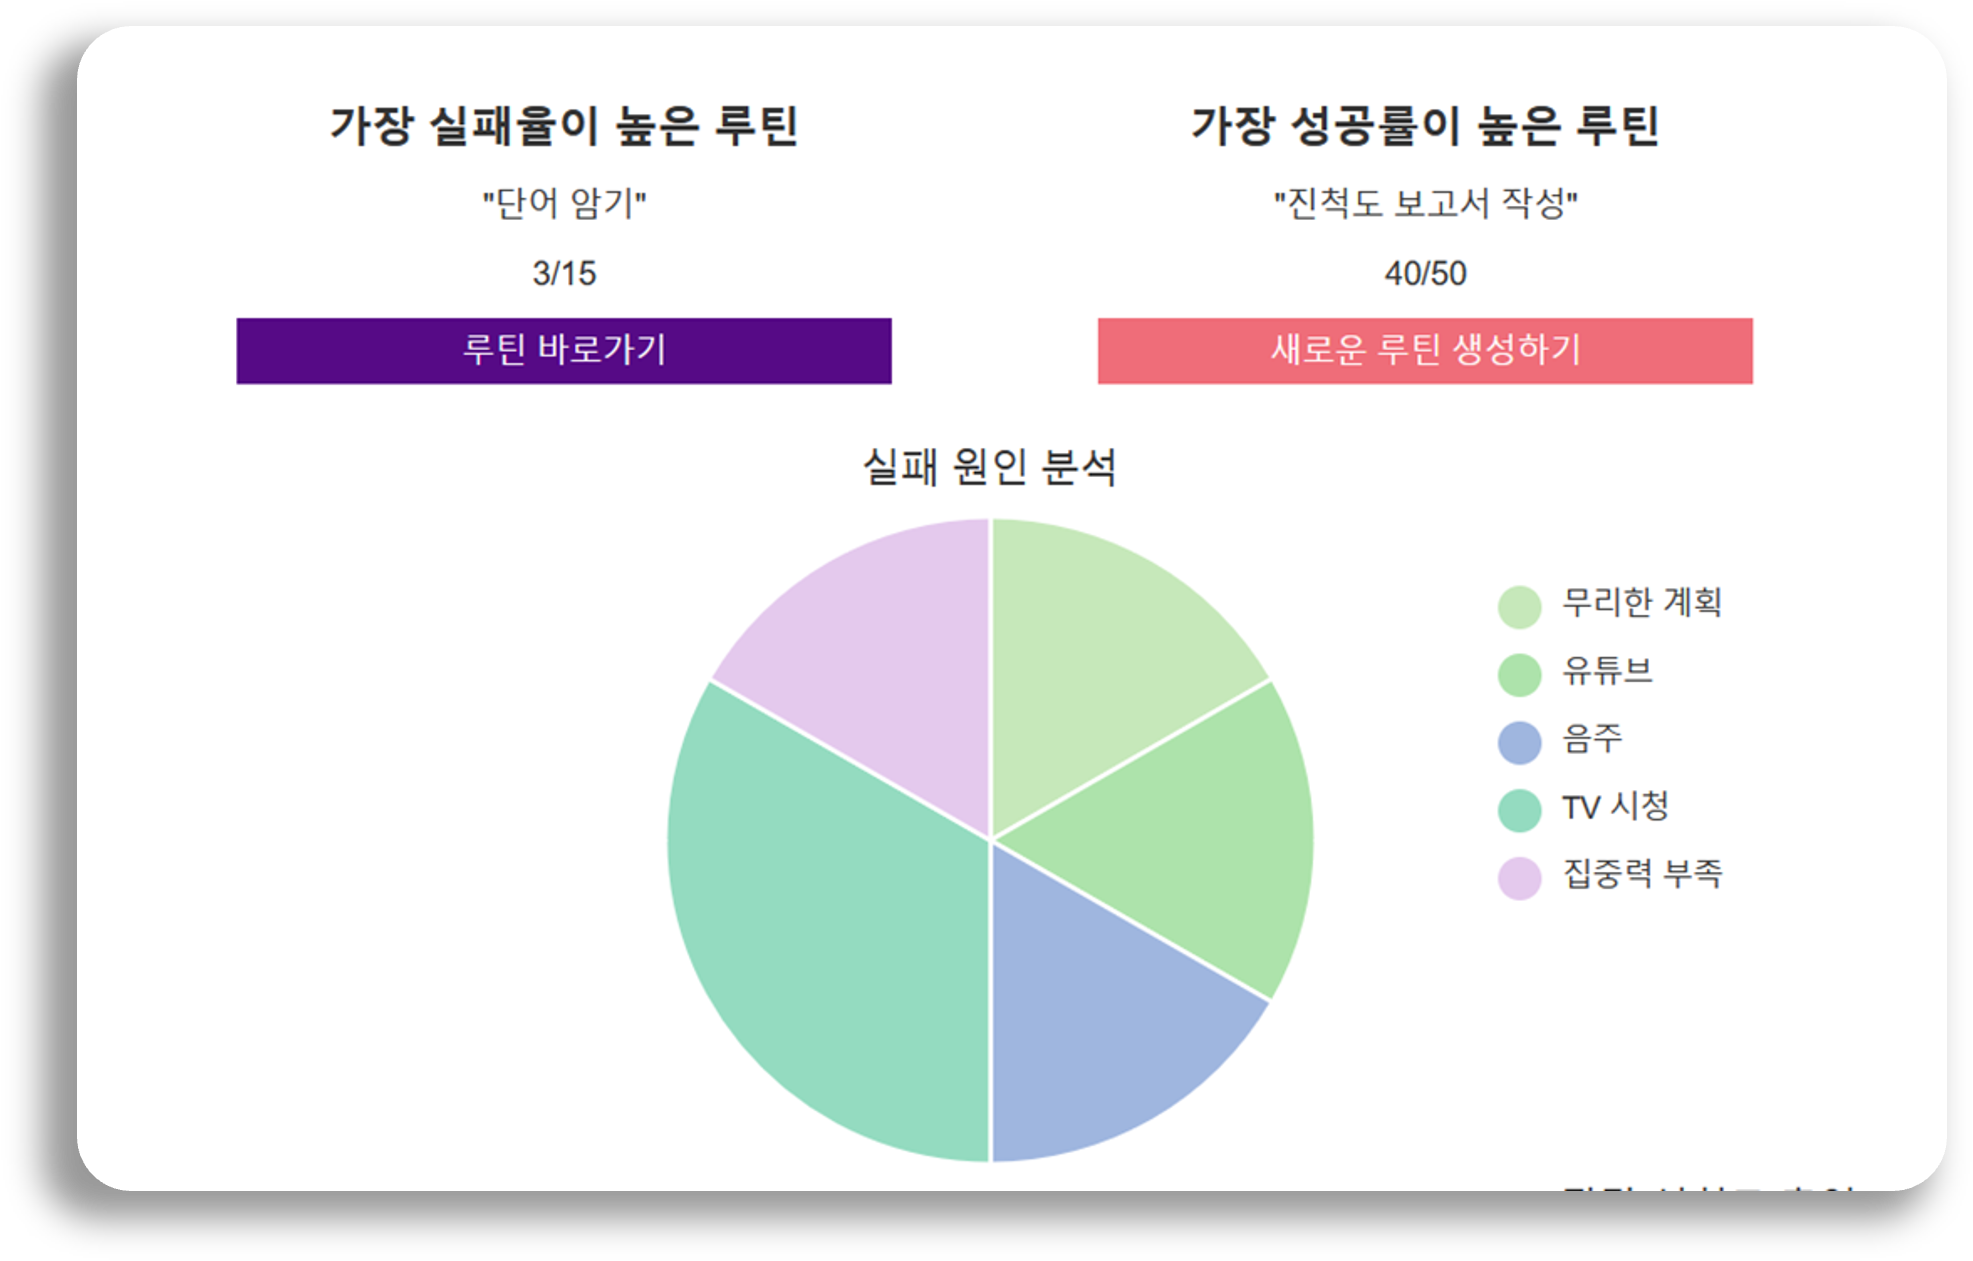 가장 실패율이 높은 루틴
"단어 암기"
3/15
루틴 바로가기
가장 성공률이 높은 루틴
"진척도 보고서 작성"
40/50
새로운 루틴 생성하기
실패 원인 분석
무리한 계획
유튜브
음주
TV 시청
집중력 부족